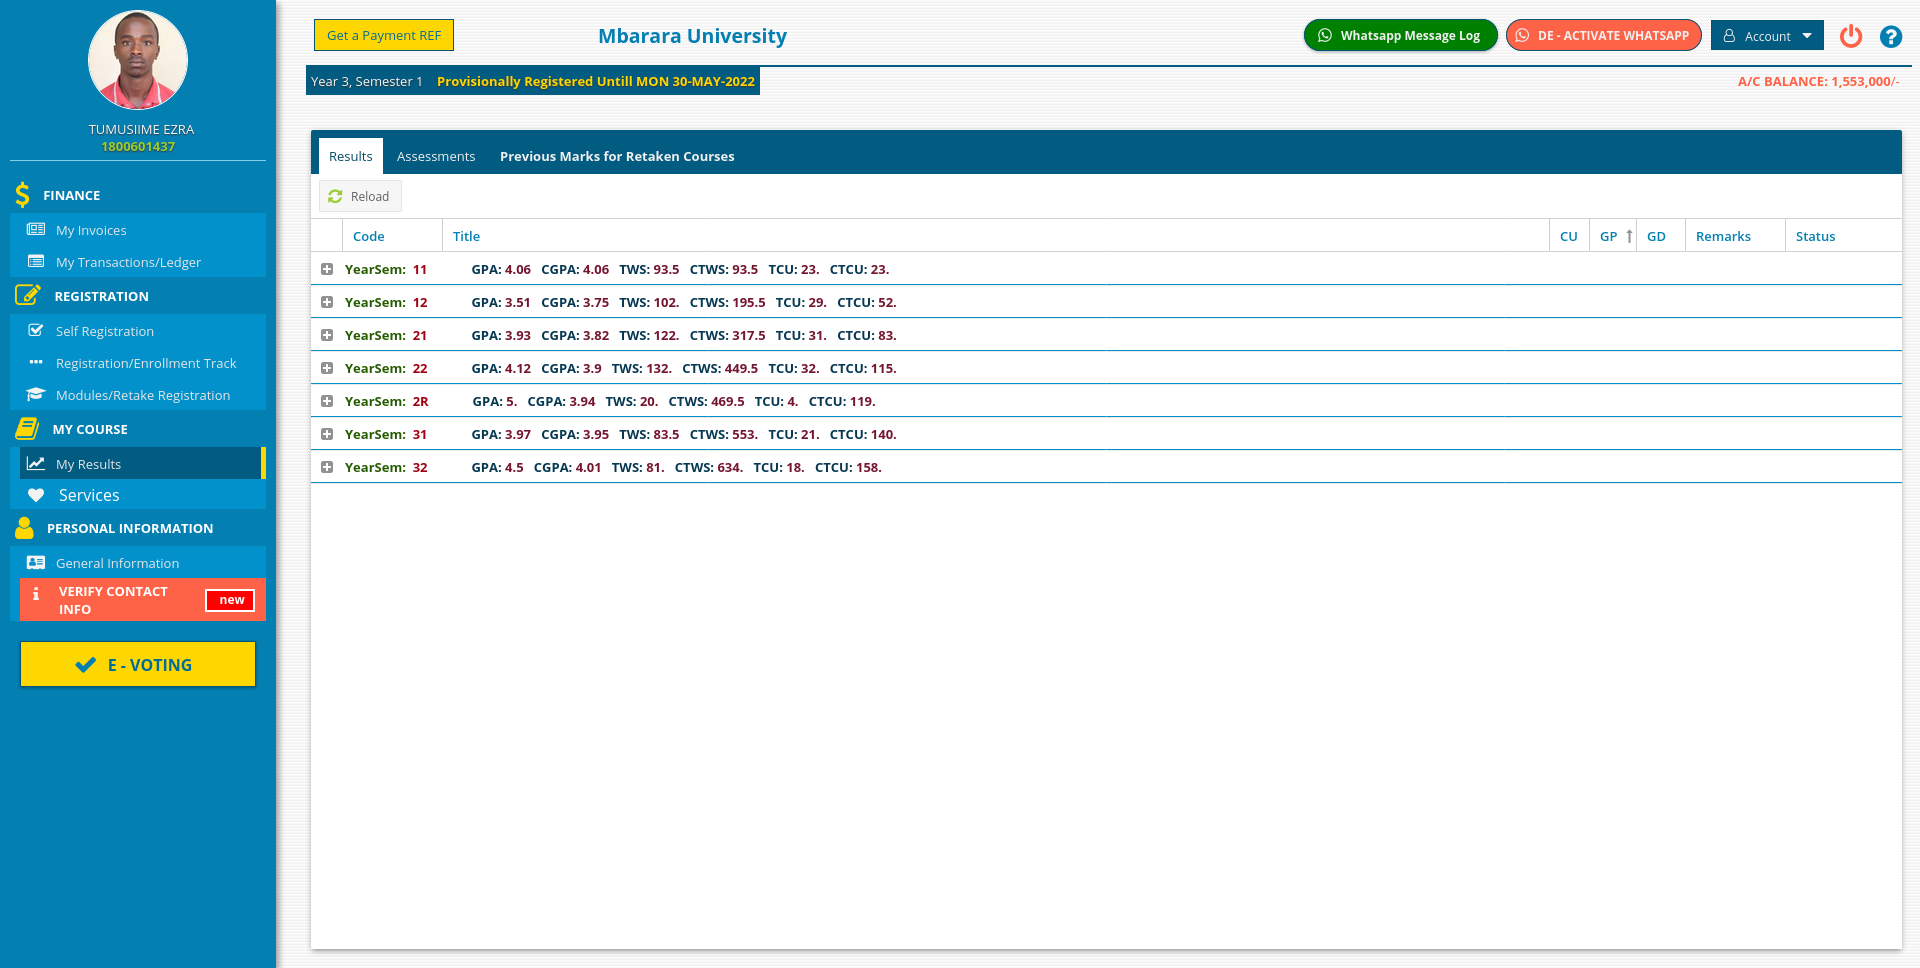 TUMUSIIME EZRA
1800601437
FINANCE
My Invoices
My Transactions/Ledger
REGISTRATION
Self Registration
Registration/Enrollment Track
Modules/Retake Registration
MY COURSE
My Results
Services
PERSONAL INFORMATION
General Information
VERIFY CONTACT
INFO
new
E - VOTING
Get a Payment REF
Mbarara University
Whatsapp Message Log
DE - ACTIVATE WHATSAPP
Account
Year 3, Semester 1 Provisionally Registered Untill MON 30-MAY-2022
A/C BALANCE: 1,553,000/-
Results Assessments Previous Marks for Retaken Courses
Reload
Code Title CU GP GD Remarks Status
YearSem: 11 GPA: 4.06 CGPA: 4.06 TWS: 93.5 CTWS: 93.5 TCU: 23. CTCU: 23.
YearSem: 12 GPA: 3.51 CGPA: 3.75 TWS: 102. CTWS: 195.5 TCU: 29. CTCU: 52.
YearSem: 21 GPA: 3.93 CGPA: 3.82 TWS: 122. CTWS: 317.5 TCU: 31. CTCU: 83.
YearSem: 22 GPA: 4.12 CGPA: 3.9 TWS: 132. CTWS: 449.5 TCU: 32. CTCU: 115.
YearSem: 2R GPA: 5. CGPA: 3.94 TWS: 20. CTWS: 469.5 TCU: 4. CTCU: 119.
YearSem: 31 GPA: 3.97 CGPA: 3.95 TWS: 83.5 CTWS: 553. TCU: 21. CTCU: 140.
YearSem: 32 GPA: 4.5 CGPA: 4.01 TWS: 81. CTWS: 634. TCU: 18. CTCU: 158.